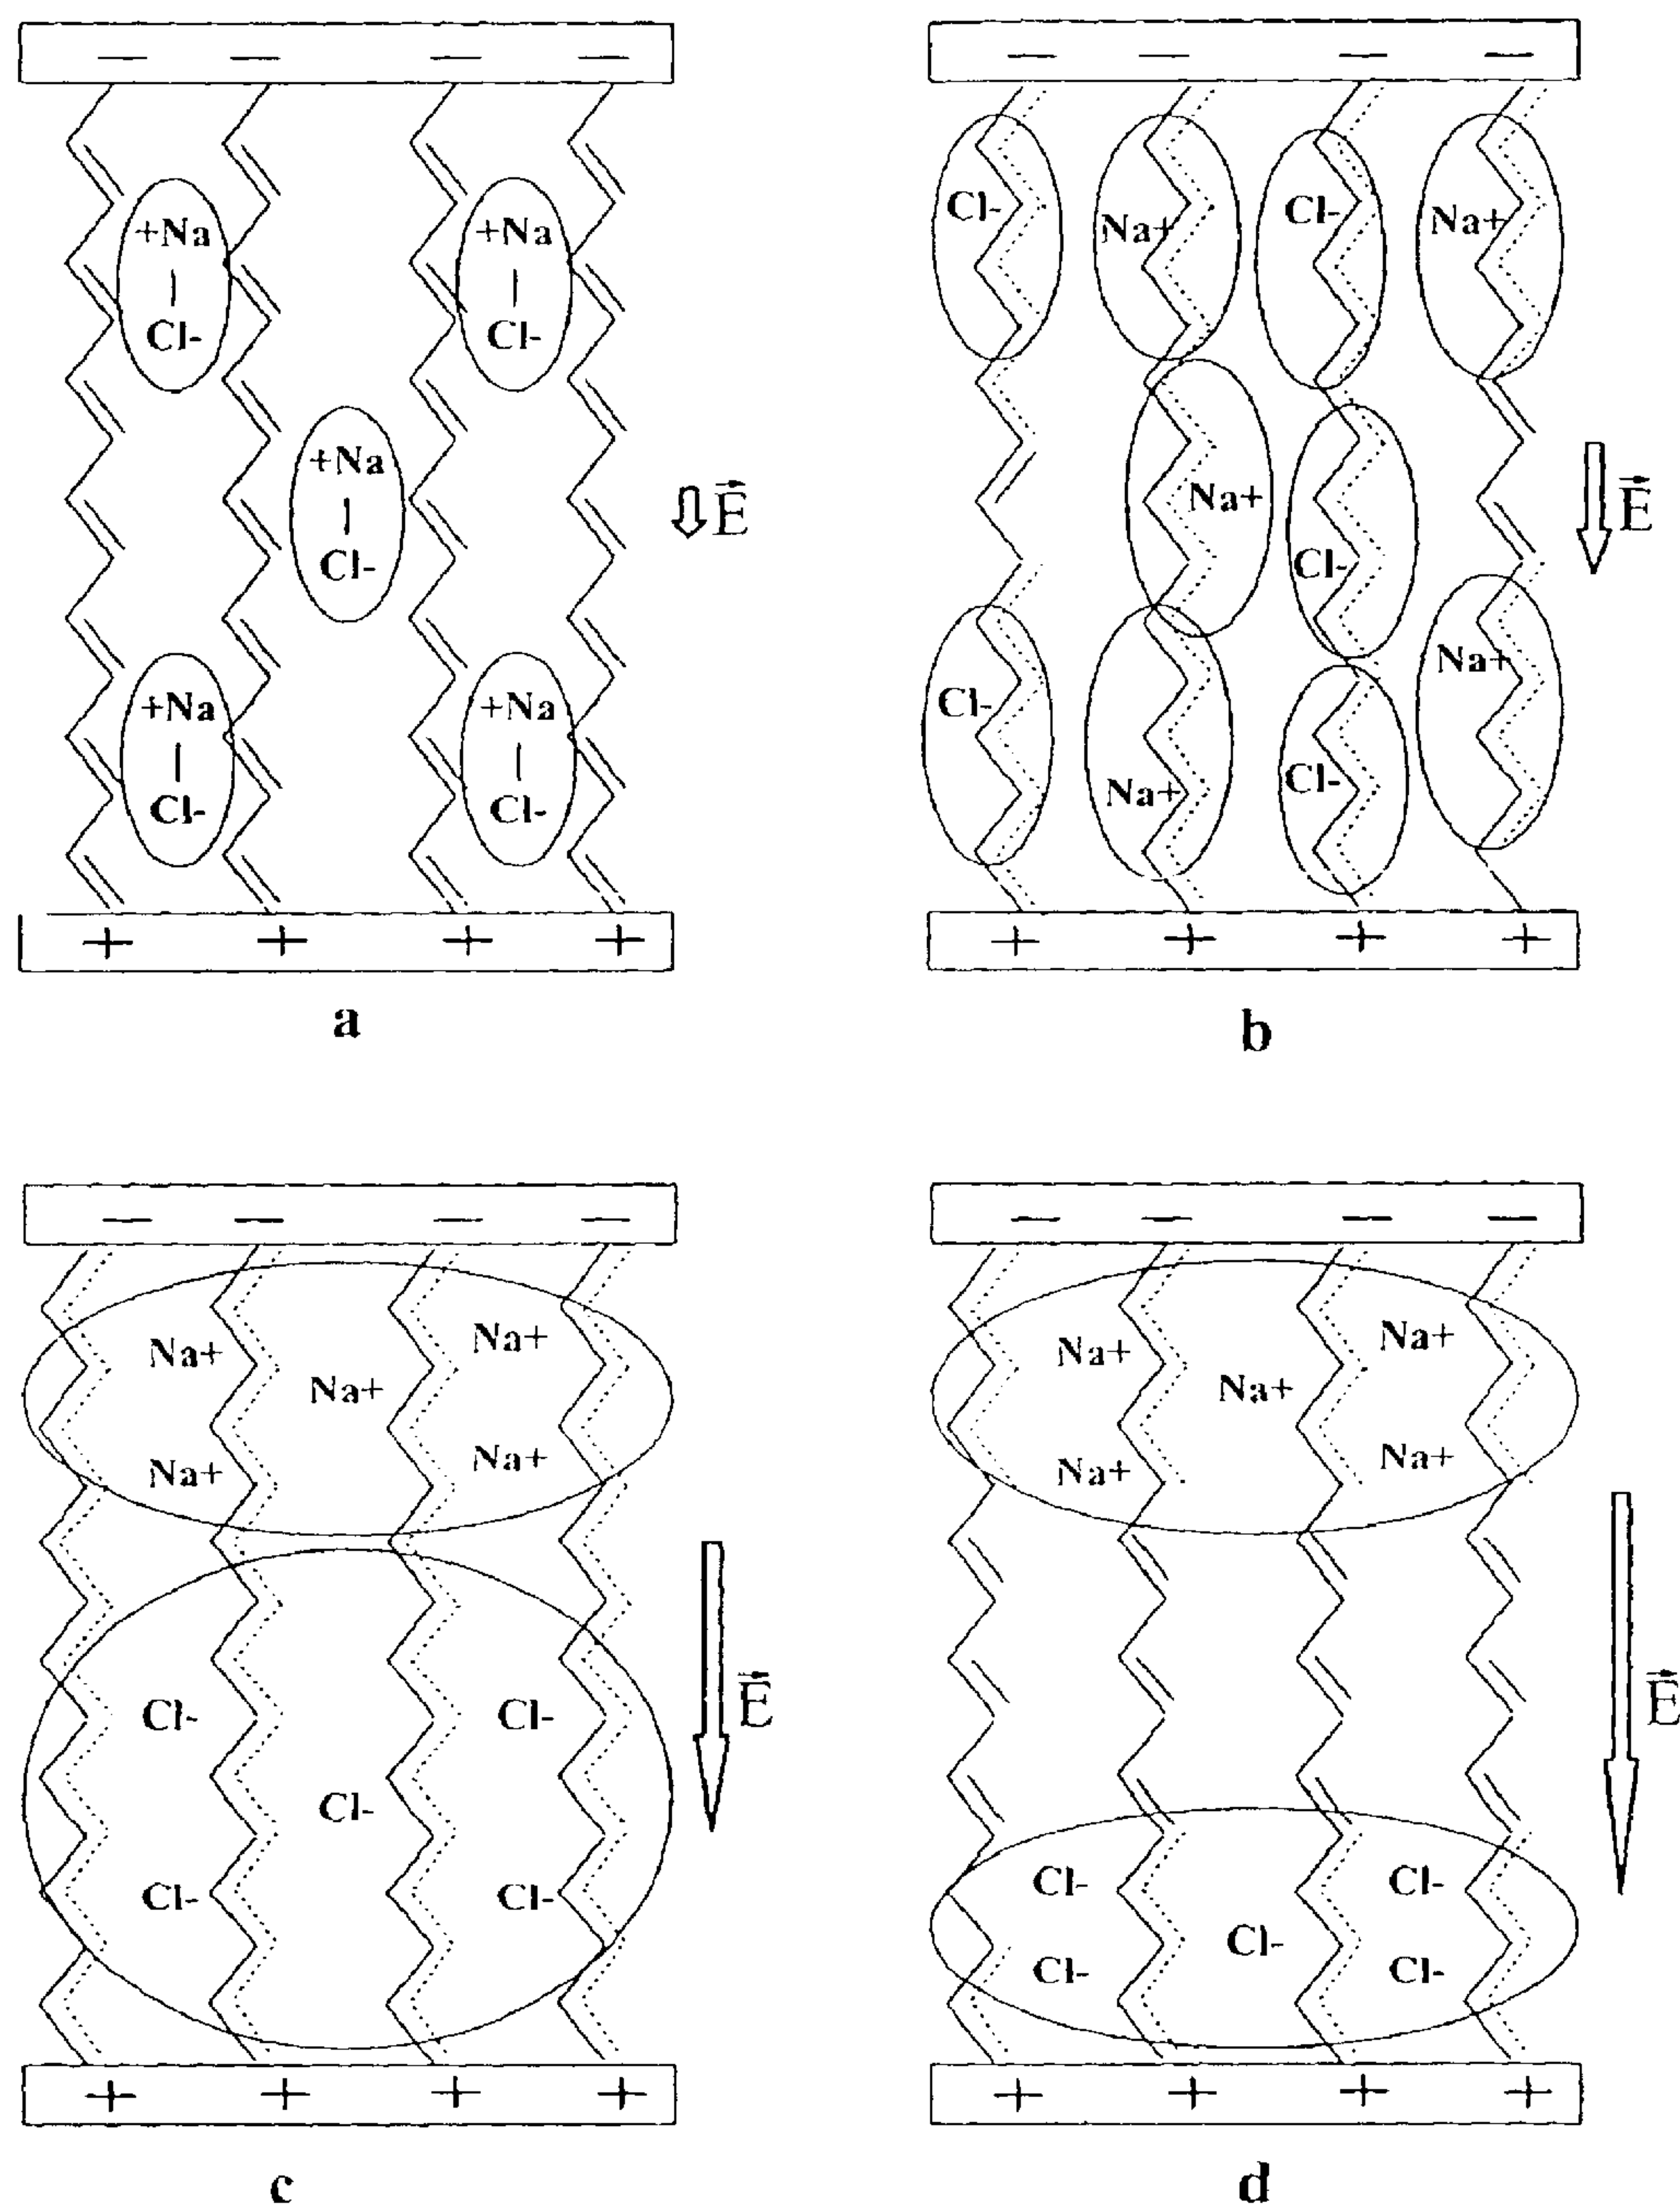 — — — —
+Na +Na
Cl- Cl-
+Na
Cl-
E
+Na +Na
Cl- Cl-
+ + + +
a
— — — —
Cl- Na+ Cl- Na+
Na+ Cl-
E
Cl- Na+ Cl- Na+
+ + + +
b
— — — —
Na+ Na+ Na+
Na+ Na+
Cl- Cl-
E
Cl-
Cl- Cl-
+ + + +
c
— — — —
Na+ Na+ Na+
Na+ Na+
E
Cl- Cl-
Cl-
Cl- Cl-
+ + + +
d